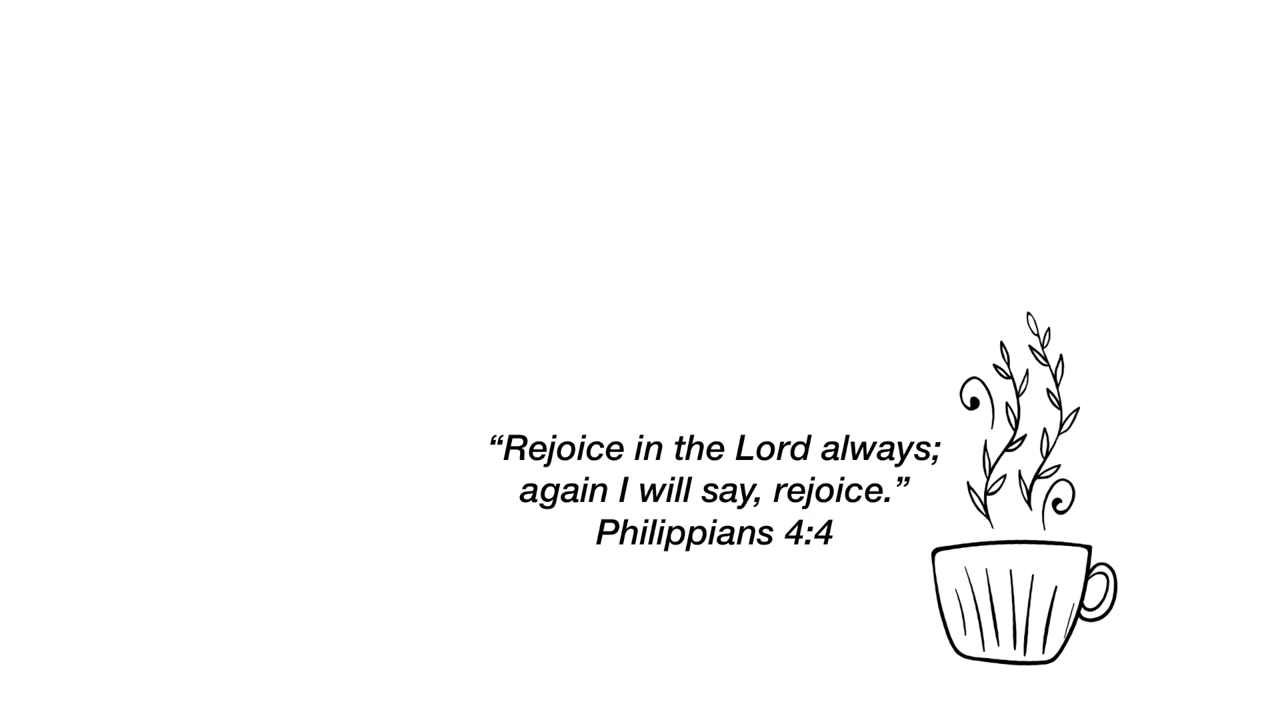 “Rejoice in the Lord always;
again I will say, rejoice.”
Philippians 4:4